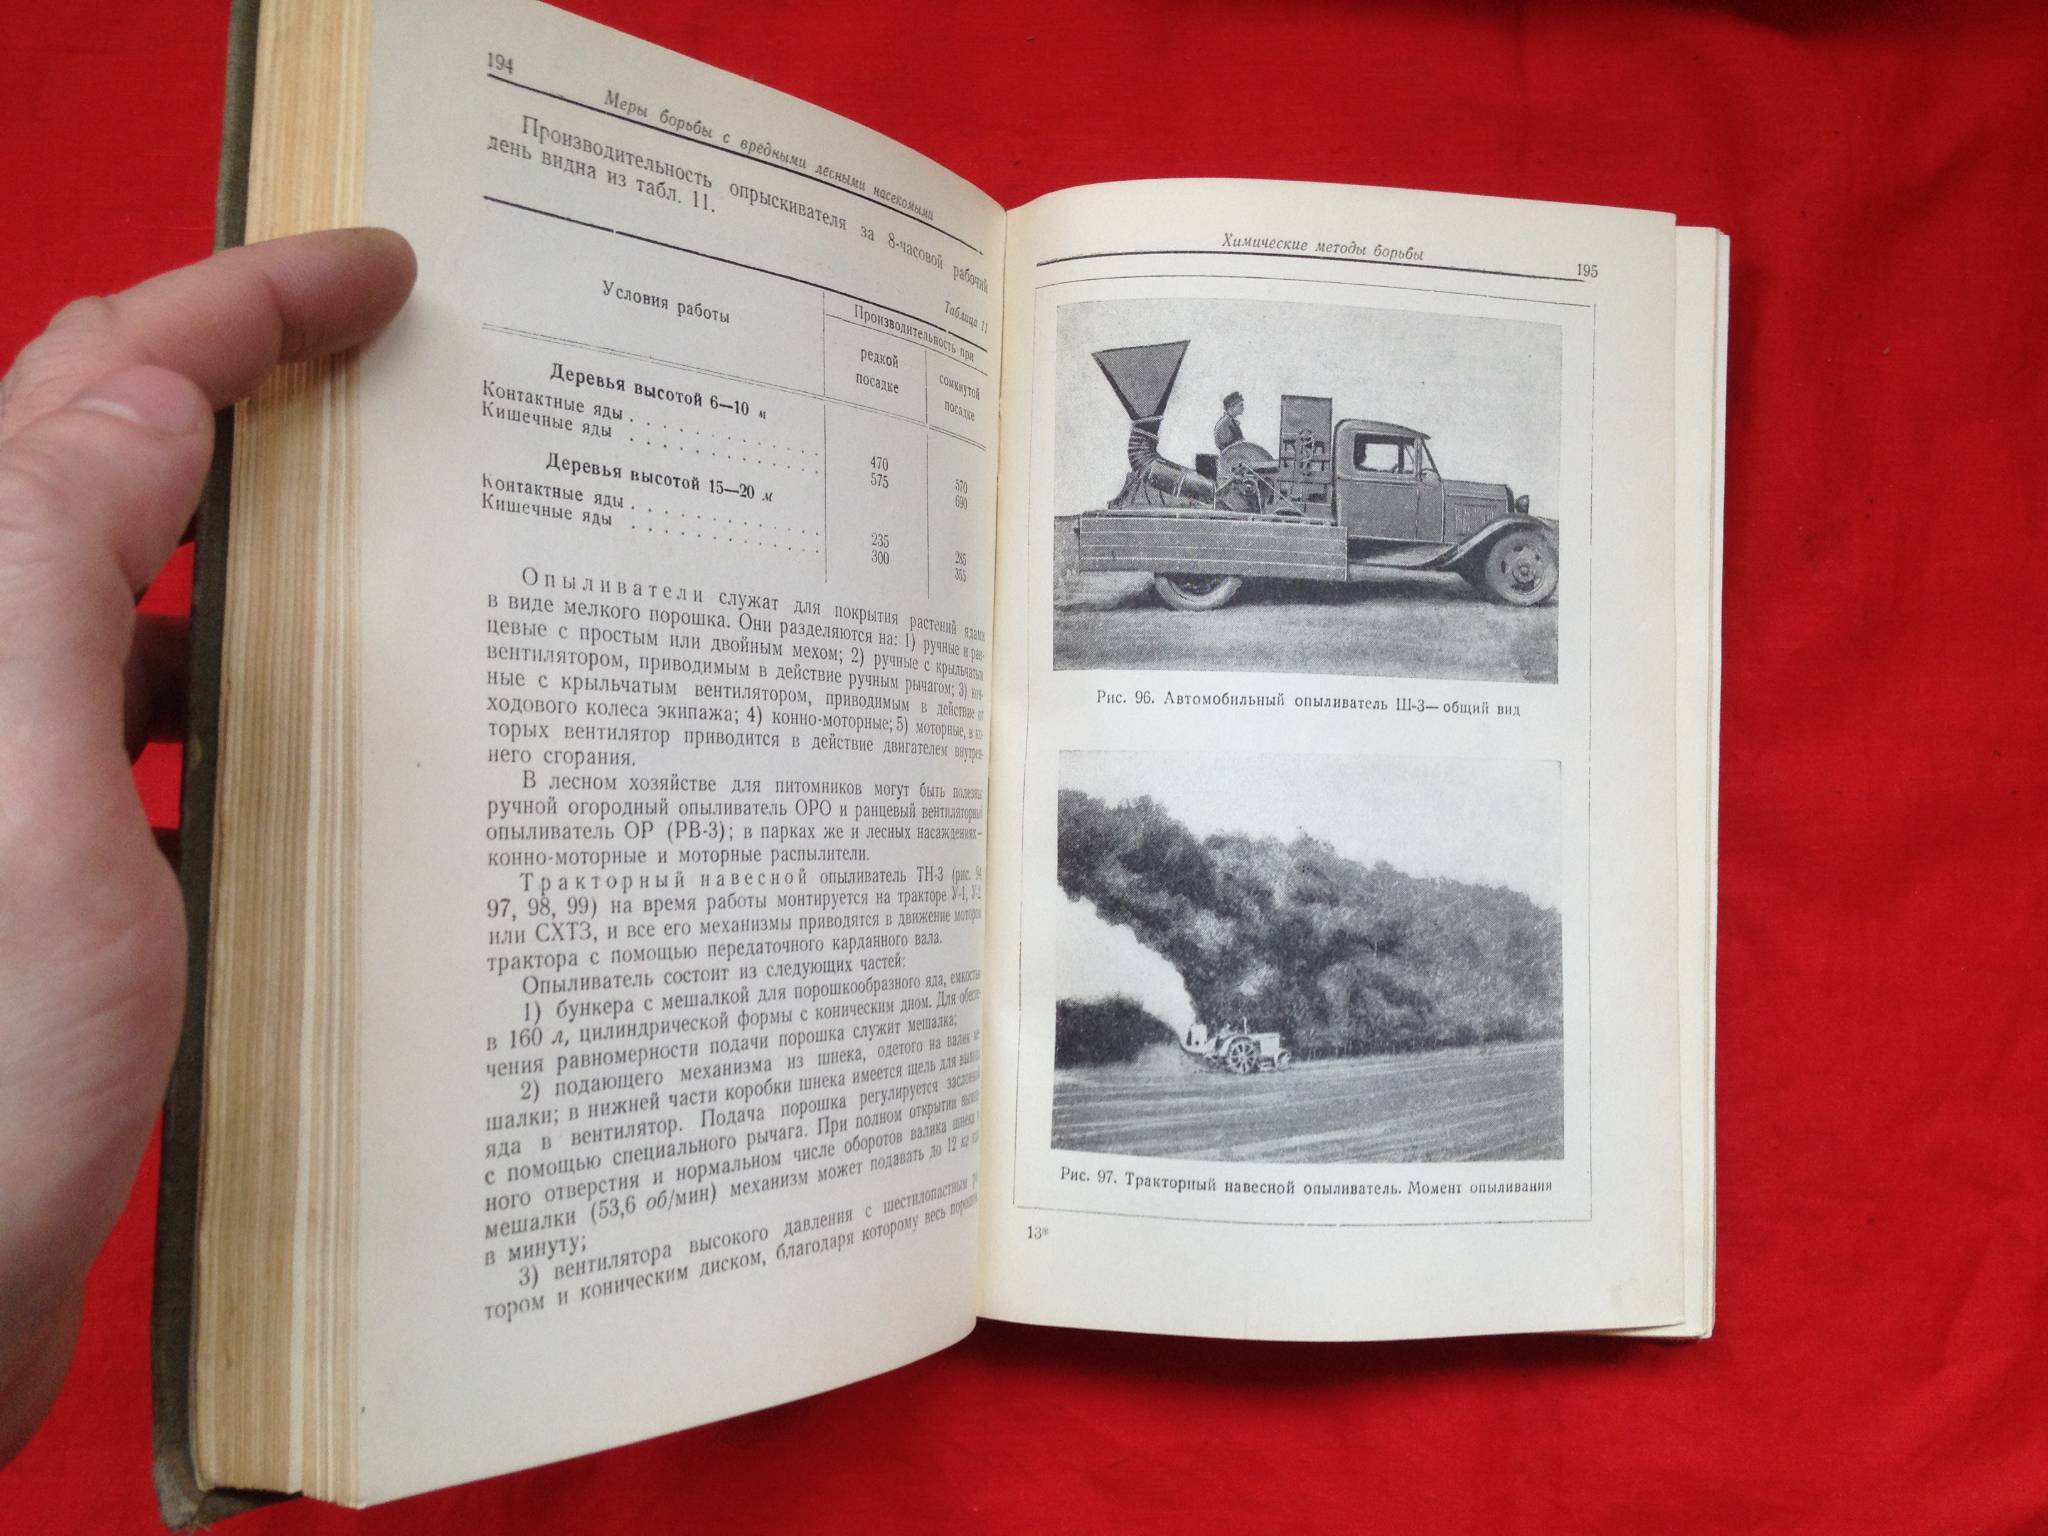 194
Меры борьбы с вредными лесными насекомыми
Производительность опрыскивателя за 8-часовой рабочий
день видна из табл. 11.
Таблица 11
Условия работы
Производительность при
редкой посадке
сомкнутой посадке
Деревья высотой 6—10 м
Контактные яды . . . . . . . . . . 470 570
Кишечные яды . . . . . . . . . . 575 690
Деревья высотой 15—20 м
Контактные яды . . . . . . . . . . 235 285
Кишечные яды . . . . . . . . . . 300 355
Опыливатели служат для покрытия растений ядами
в виде мелкого порошка. Они разделяются на: 1) ручные и ран-
цевые с простым или двойным мехом; 2) ручные с крыльчатым
вентилятором, приводимым в действие ручным рычагом; 3) кон-
ные с крыльчатым вентилятором, приводимым в действие от
ходового колеса экипажа; 4) конно-моторные; 5) моторные, в ко-
торых вентилятор приводится в действие двигателем внутрен-
него сгорания.
В лесном хозяйстве для питомников могут быть полезны
ручной огородный опыливатель ОРО и ранцевый вентиляторный
опыливатель ОР (РВ-3); в парках же и лесных насаждениях—
конно-моторные и моторные распылители.
Тракторный навесной опыливатель ТН-3 (рис. 94,
97, 98, 99) на время работы монтируется на тракторе У-1, У-2
или СХТЗ, и все его механизмы приводятся в движение мотором
трактора с помощью передаточного карданного вала.
Опыливатель состоит из следующих частей:
1) бункера с мешалкой для порошкообразного яда, емкостью
в 160 л, цилиндрической формы с коническим дном. Для обеспе-
чения равномерности подачи порошка служит мешалка;
2) подающего механизма из шнека, одетого на валик ме-
шалки; в нижней части коробки шнека имеется щель для выхода
яда в вентилятор. Подача порошка регулируется заслонкой
с помощью специального рычага. При полном открытии выход-
ного отверстия и нормальном числе оборотов валика шнека и
мешалки (53,6 об/мин) механизм может подавать до 12 кг яда
в минуту;
3) вентилятора высокого давления с шестилопастным ро-
тором и коническим диском, благодаря которому весь порошок,
Химические методы борьбы
195
Рис. 96. Автомобильный опыливатель Ш-3—общий вид
Рис. 97. Тракторный навесной опыливатель. Момент опыливания
13*